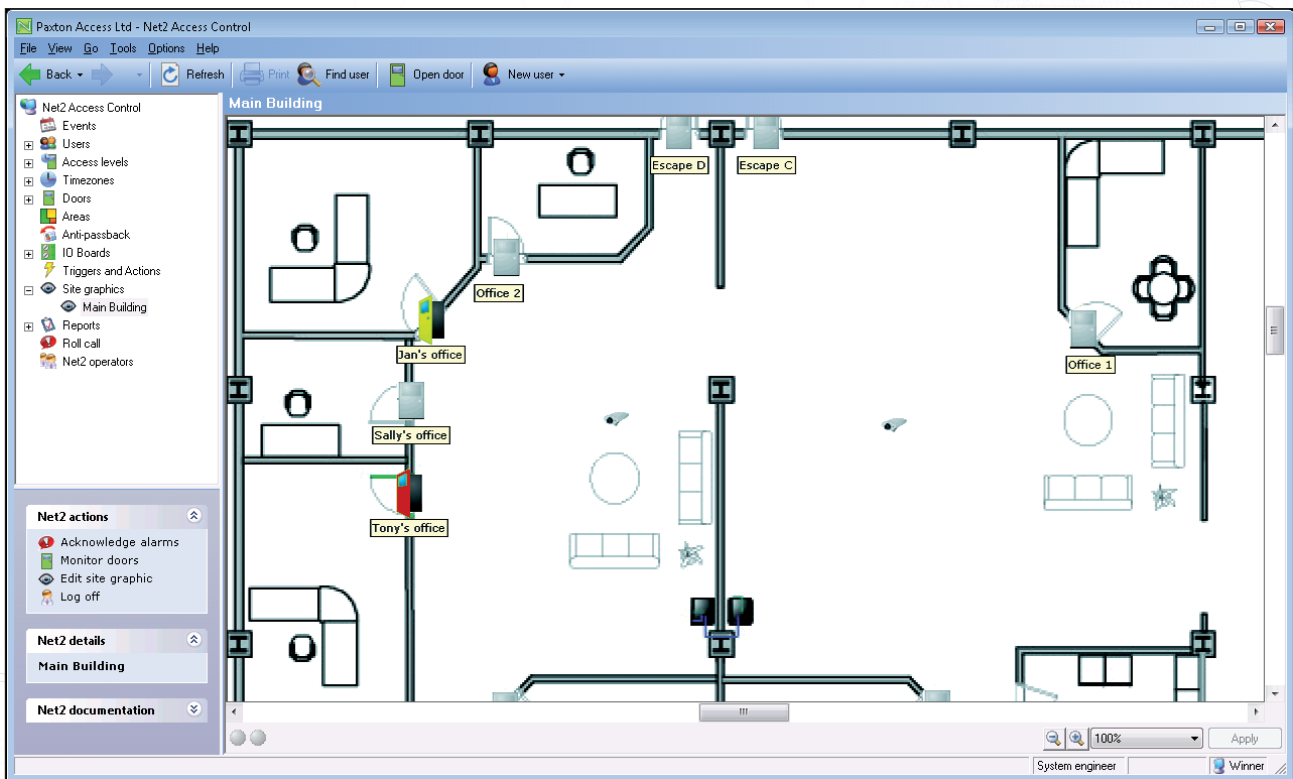 Paxton Access Ltd - Net2 Access Control
File View Go Tools Options Help
Back Refresh Print Find user Open door New user
Net2 Access Control
Events
Users
Access levels
Timezones
Doors
Areas
Anti-passback
IO Boards
Triggers and Actions
Site graphics
Main Building
Reports
Roll call
Net2 operators
Net2 actions
Acknowledge alarms
Monitor doors
Edit site graphic
Log off
Net2 details
Main Building
Net2 documentation
Main Building
Escape D Escape C
Office 2
Jan's office
Office 1
Sally's office
Tony's office
100% Apply
System engineer Winner